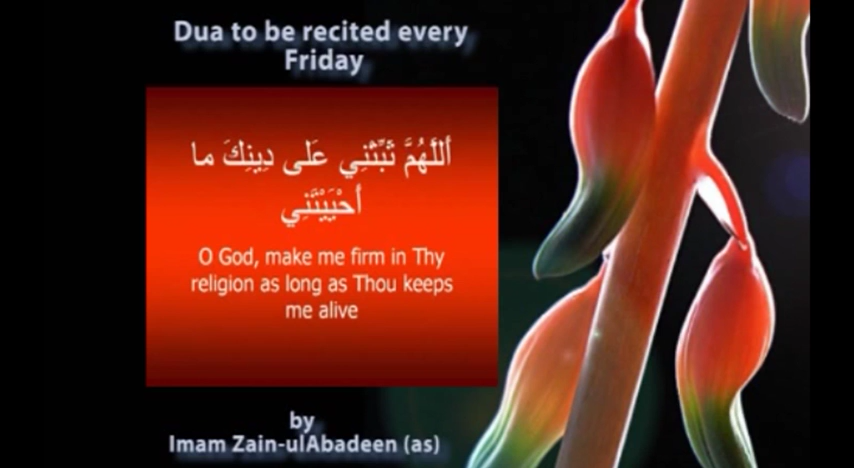 Dua to be recited every
Friday
أَللَّهُمَّ ثَبِّتْنِي عَلى دِينِكَ ما
أَحْيَيْتَنِي
O God, make me firm in Thy
religion as long as Thou keeps
me alive
by
Imam Zain-ulAbadeen (as)